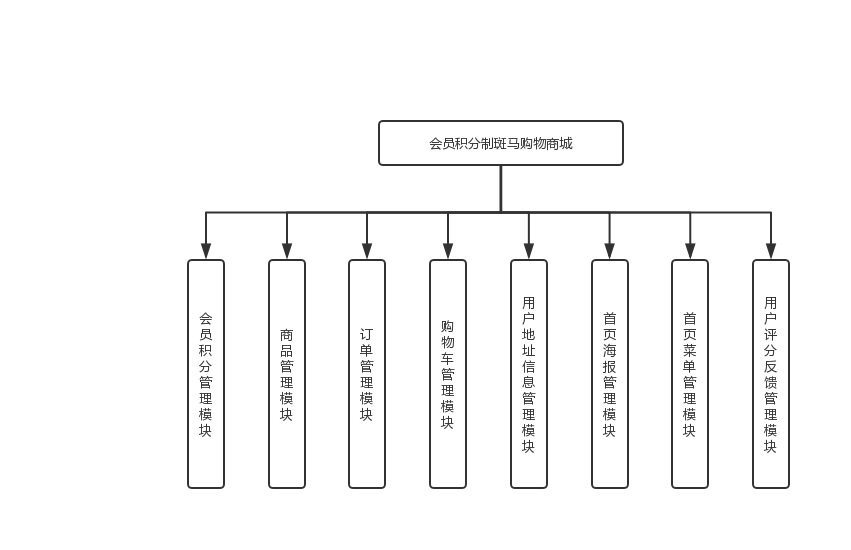 会员积分制斑马购物商城
会员积分管理模块
商品管理模块
订单管理模块
购物车管理模块
用户地址信息管理模块
首页海报管理模块
首页菜单管理模块
用户评分反馈管理模块